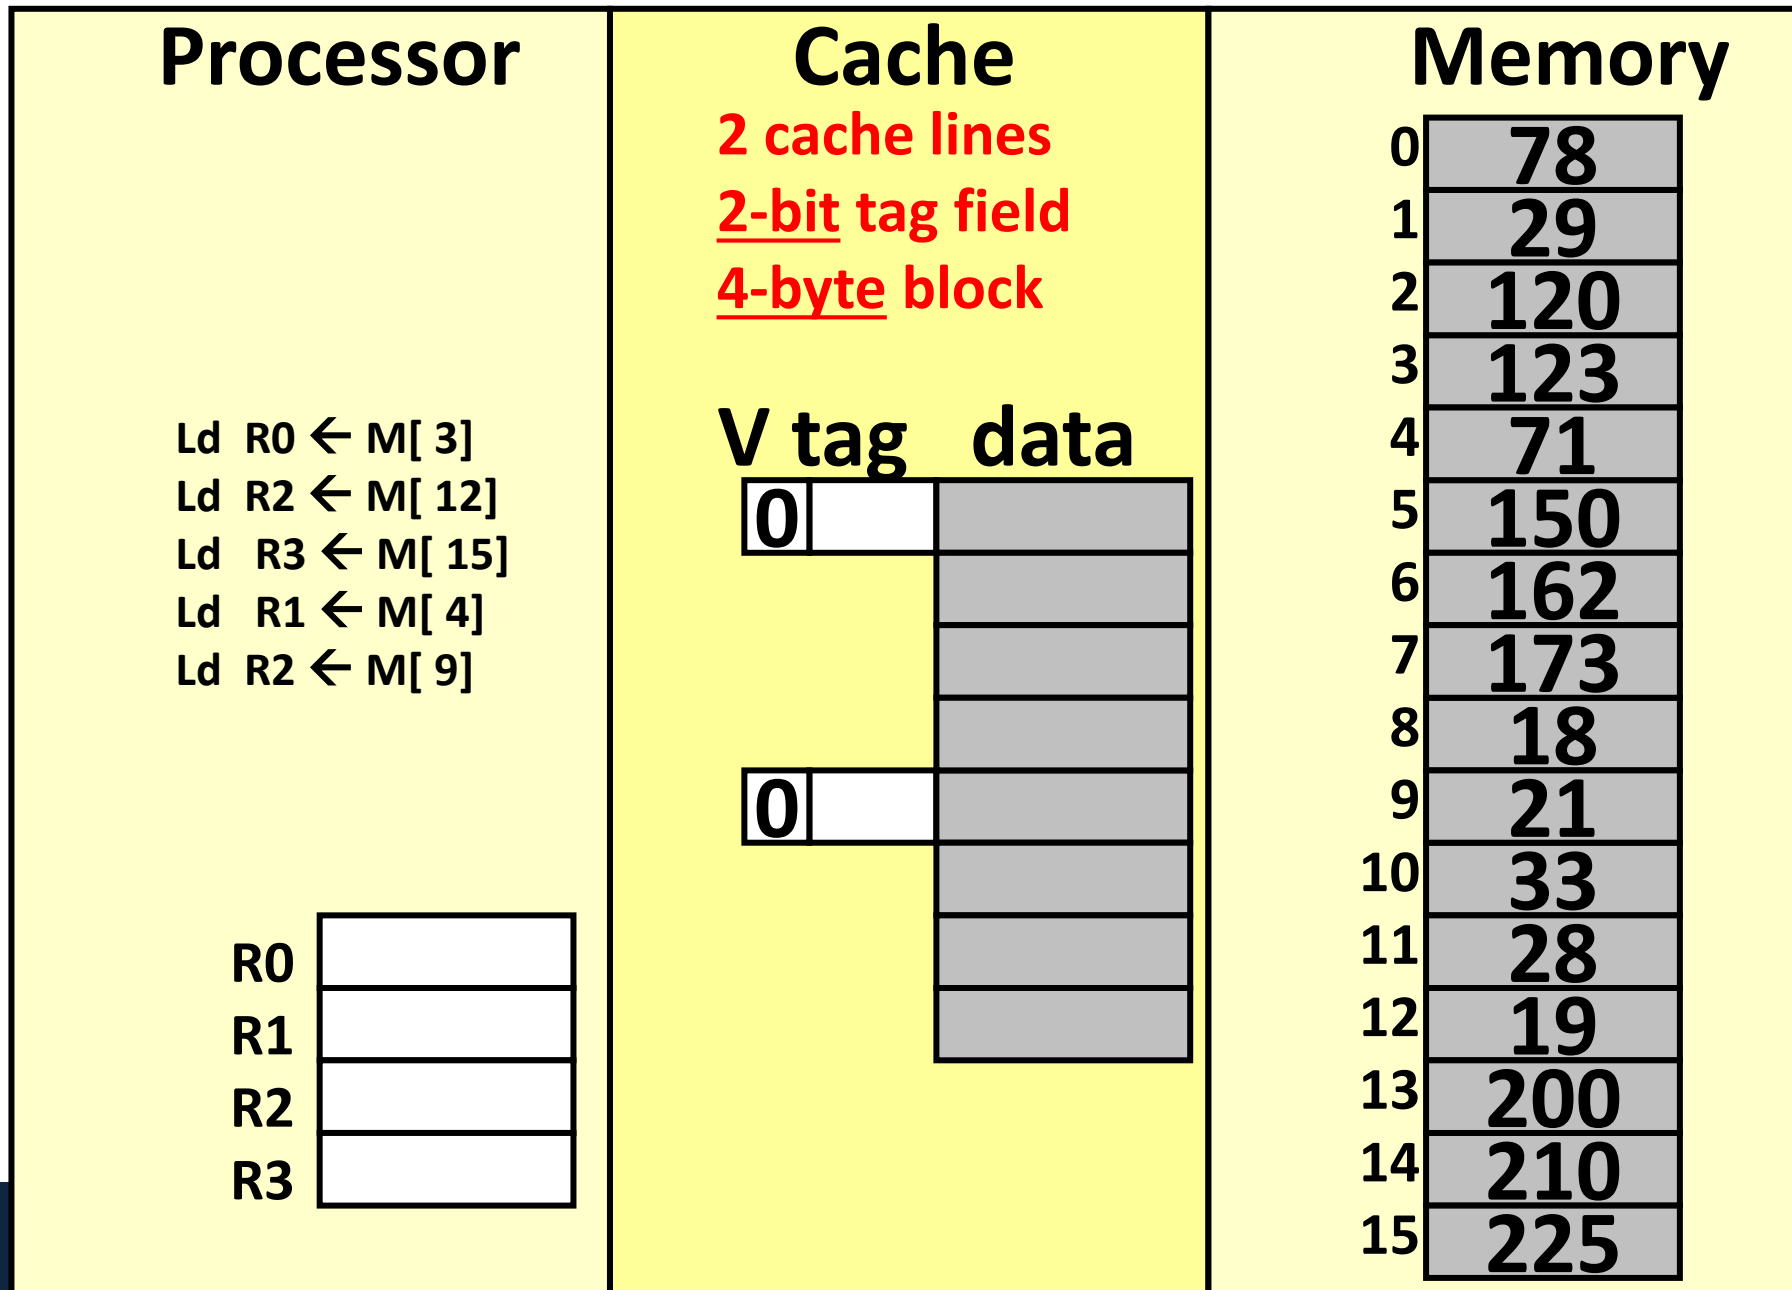 Processor
Ld R0 ← M[ 3]
Ld R2 ← M[ 12]
Ld R3 ← M[ 15]
Ld R1 ← M[ 4]
Ld R2 ← M[ 9]
R0
R1
R2
R3
Cache
2 cache lines
2-bit tag field
4-byte block
V tag data
0
0
Memory
0 78
1 29
2 120
3 123
4 71
5 150
6 162
7 173
8 18
9 21
10 33
11 28
12 19
13 200
14 210
15 225